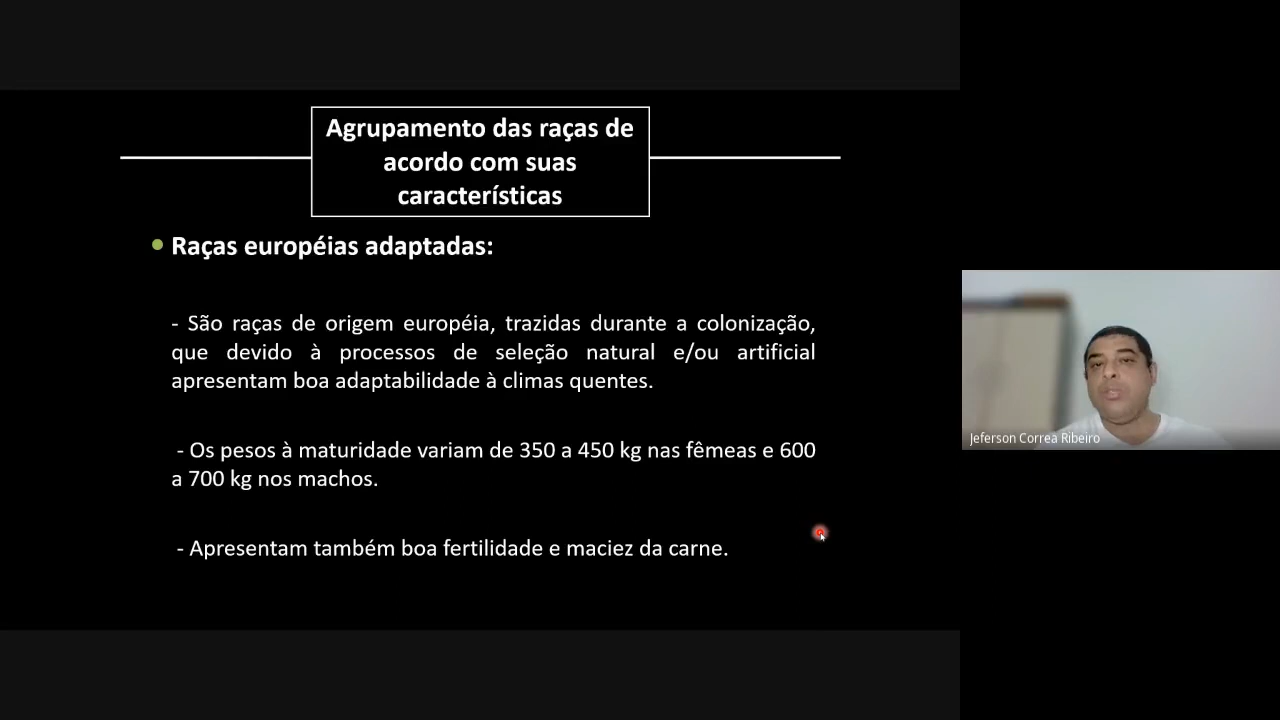 Agrupamento das raças de
acordo com suas
características
Raças européias adaptadas:
- São raças de origem européia, trazidas durante a colonização,
que devido à processos de seleção natural e/ou artificial
apresentam boa adaptabilidade à climas quentes.
- Os pesos à maturidade variam de 350 a 450 kg nas fêmeas e 600
a 700 kg nos machos.
- Apresentam também boa fertilidade e maciez da carne.
Jeferson Correa Ribeiro